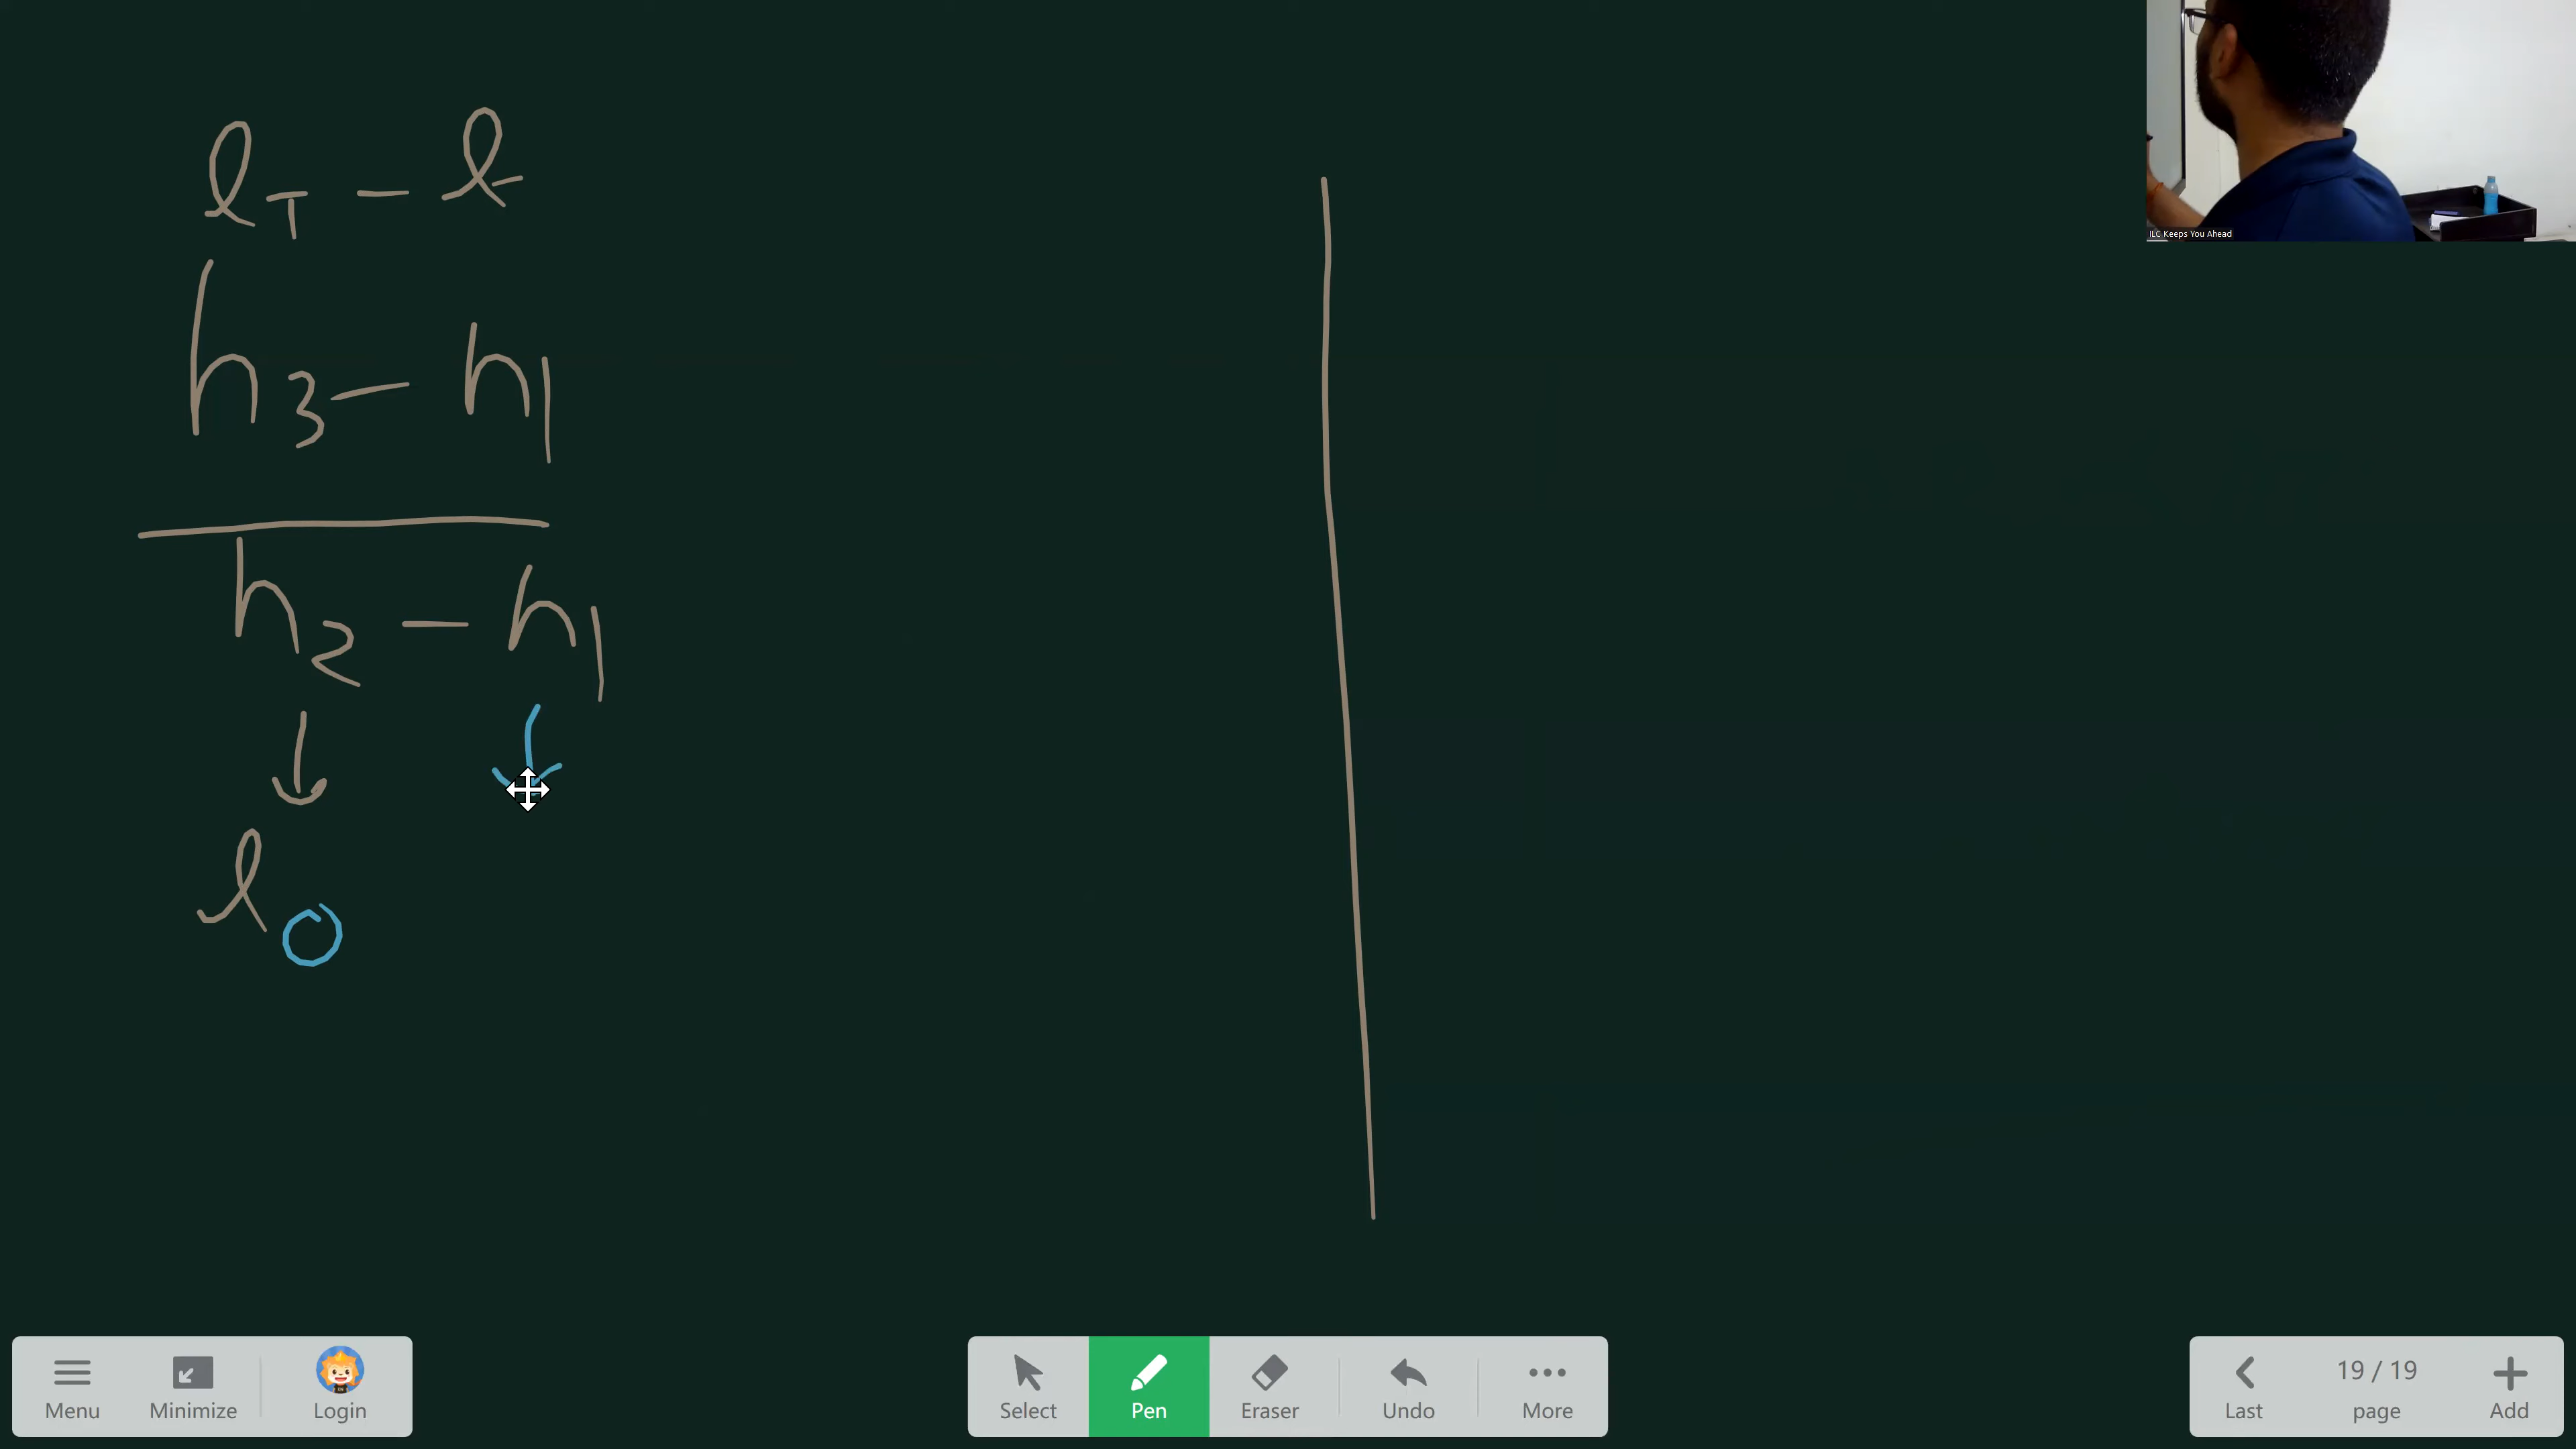 l_T - l
h_3 - h_1
h_2 - h_1
l_0
ILC Keeps You Ahead
Menu Minimize Login Select Pen Eraser Undo More Last 19 / 19 page Add